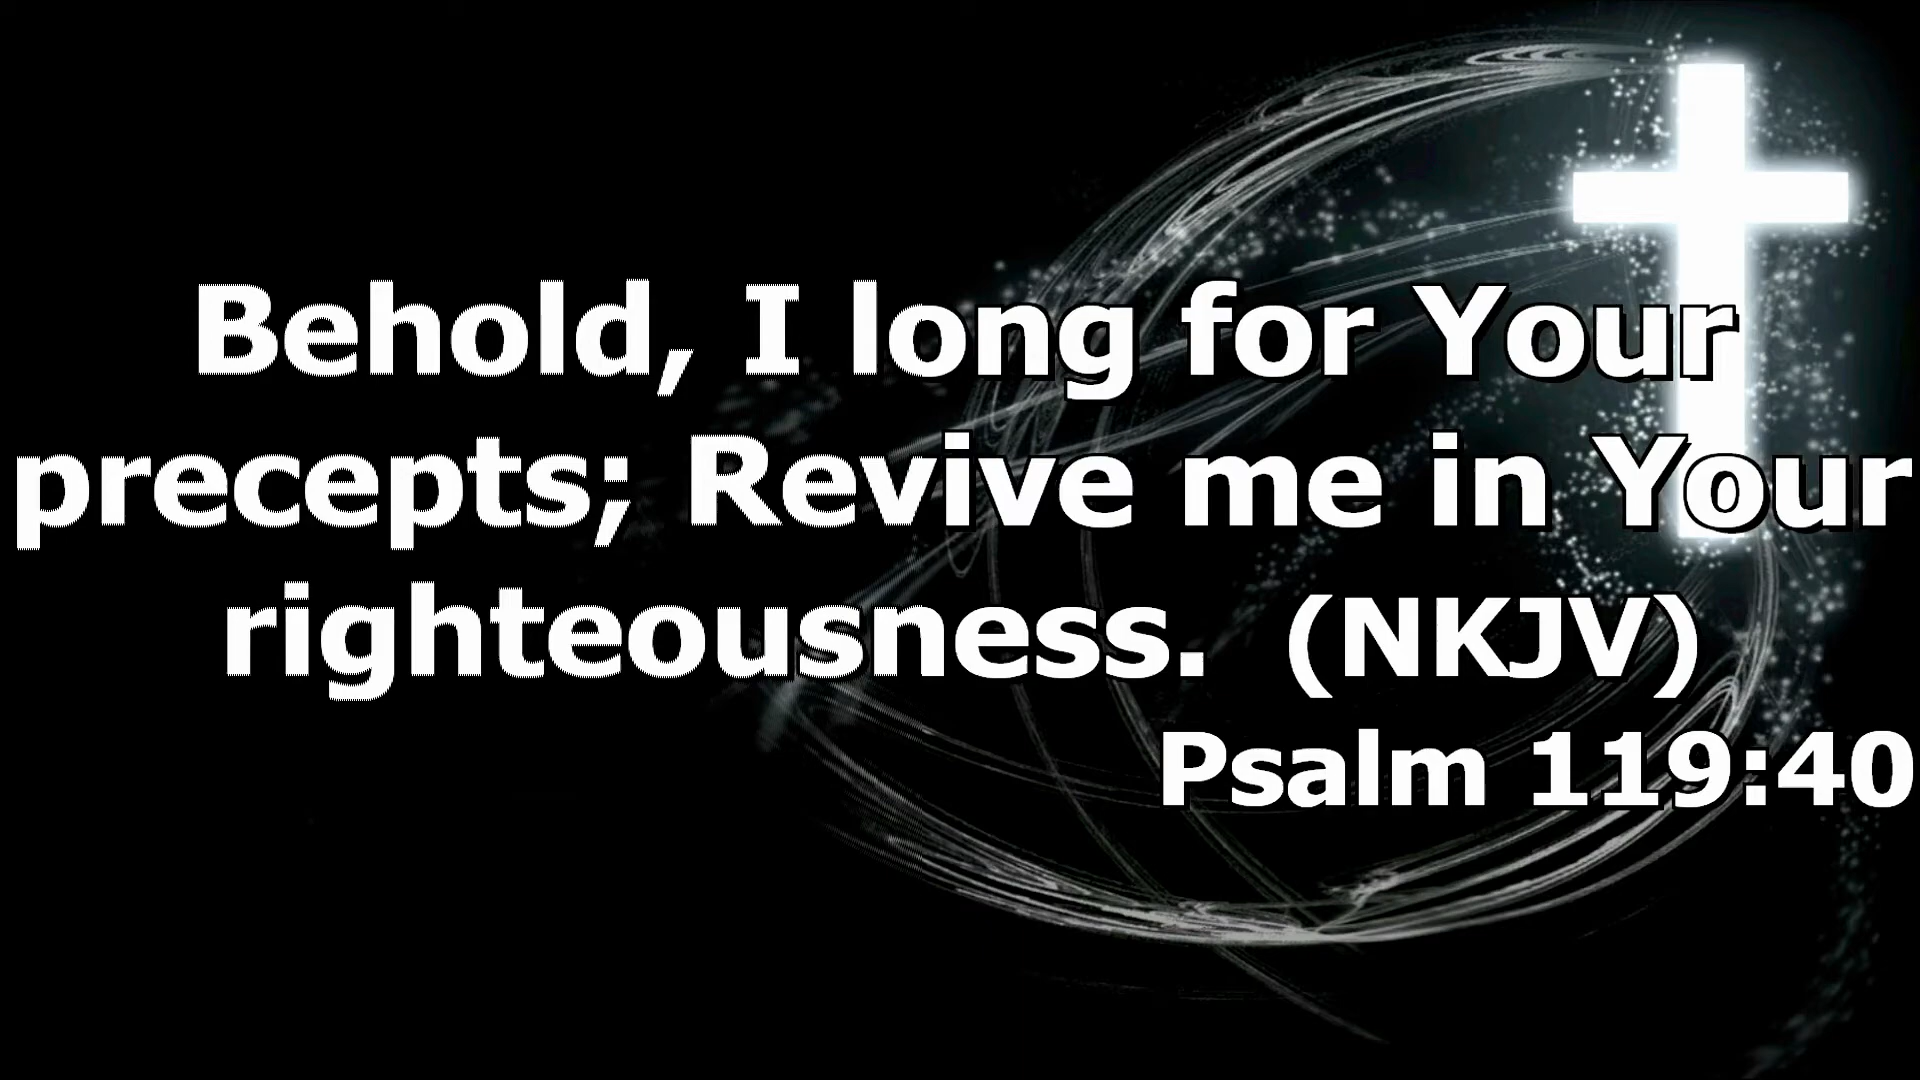 Behold, I long for Your
precepts; Revive me in Your
righteousness. (NKJV)
Psalm 119:40